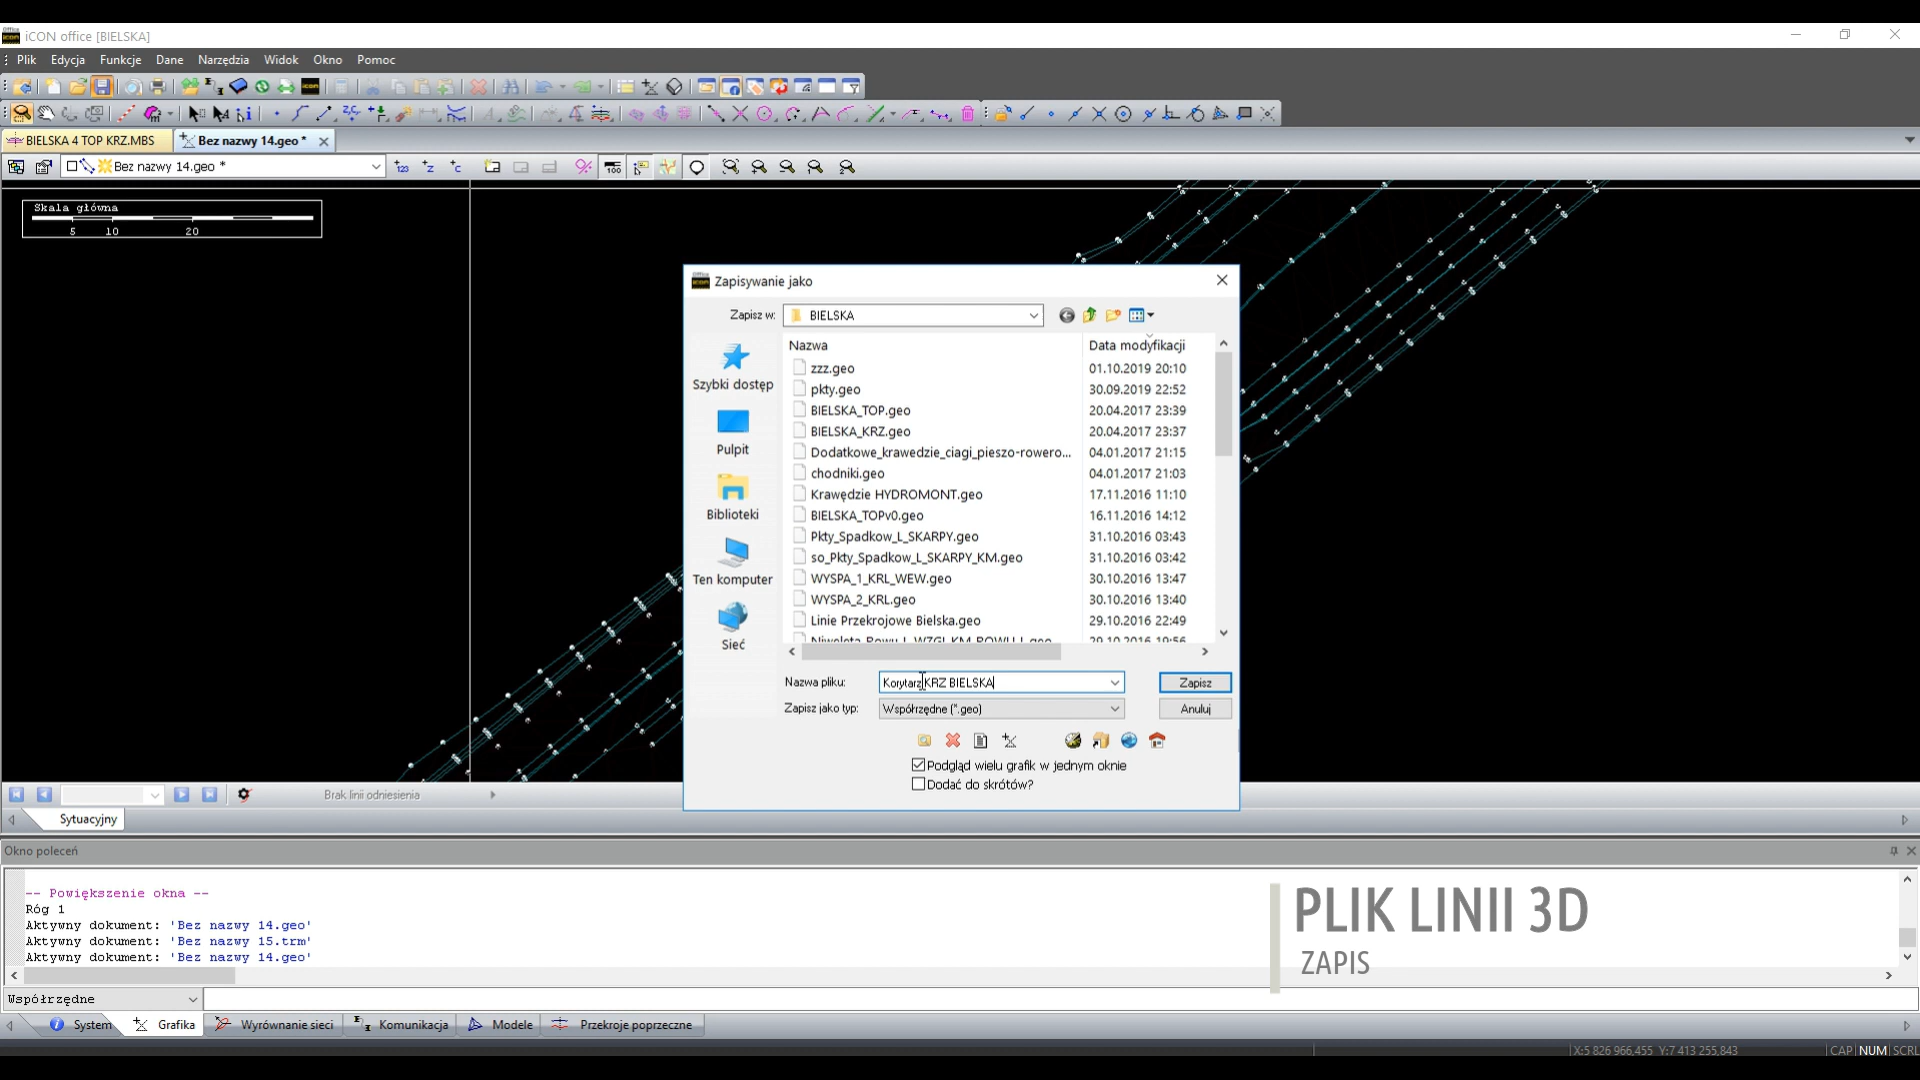 iCON office [BIELSKA]
Plik Edycja Funkcje Dane Narzędzia Widok Okno Pomoc
BIELSKA 4 TOP KRZ.MBS Bez nazwy 14.geo *
Bez nazwy 14.geo *
Skala główna
5 10 20
Zapisywanie jako
Zapisz w: BIELSKA
Nazwa Data modyfikacji
zzz.geo 01.10.2019 20:10
pkty.geo 30.09.2019 22:52
BIELSKA_TOP.geo 20.04.2017 23:39
BIELSKA_KRZ.geo 20.04.2017 23:37
Dodatkowe_krawedzie_ciagi_pieszo-rowero... 04.01.2017 21:15
chodniki.geo 04.01.2017 21:03
Krawędzie HYDROMONT.geo 17.11.2016 11:10
BIELSKA_TOPv0.geo 16.11.2016 14:12
Pkty_Spadkow_L_SKARPY.geo 31.10.2016 03:43
so_Pkty_Spadkow_L_SKARPY_KM.geo 31.10.2016 03:42
WYSPA_1_KRL_WEW.geo 30.10.2016 13:47
WYSPA_2_KRL.geo 30.10.2016 13:40
Linie Przekrojowe Bielska.geo 29.10.2016 22:49
Szybki dostęp
Pulpit
Biblioteki
Ten komputer
Sieć
Nazwa pliku: Korytarz KRZ BIELSKA Zapisz
Zapisz jako typ: Współrzędne (*.geo) Anuluj
Podgląd wielu grafik w jednym oknie
Dodać do skrótów?
Brak linii odniesienia
Sytuacyjny
Okno poleceń
-- Powiększenie okna --
Róg 1
Aktywny dokument: 'Bez nazwy 14.geo'
Aktywny dokument: 'Bez nazwy 15.trm'
Aktywny dokument: 'Bez nazwy 14.geo'
PLIK LINII 3D
ZAPIS
Współrzędne
System Grafika Wyrównanie sieci Komunikacja Modele Przekroje poprzeczne
X:5 826 966,455 Y:7 413 255,843 CAP NUM SCRL